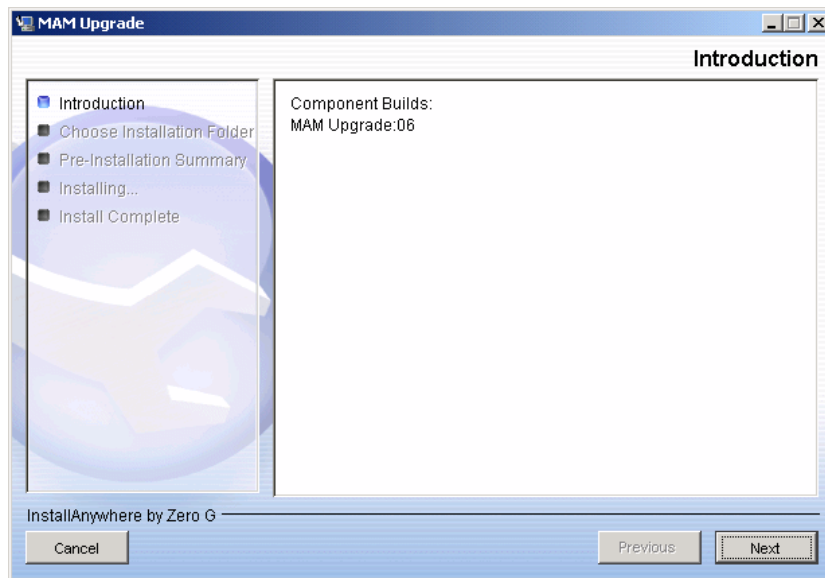 MAM Upgrade
Introduction
Introduction
Choose Installation Folder
Pre-Installation Summary
Installing...
Install Complete
Component Builds:
MAM Upgrade:06
InstallAnywhere by Zero G
Cancel
Previous
Next